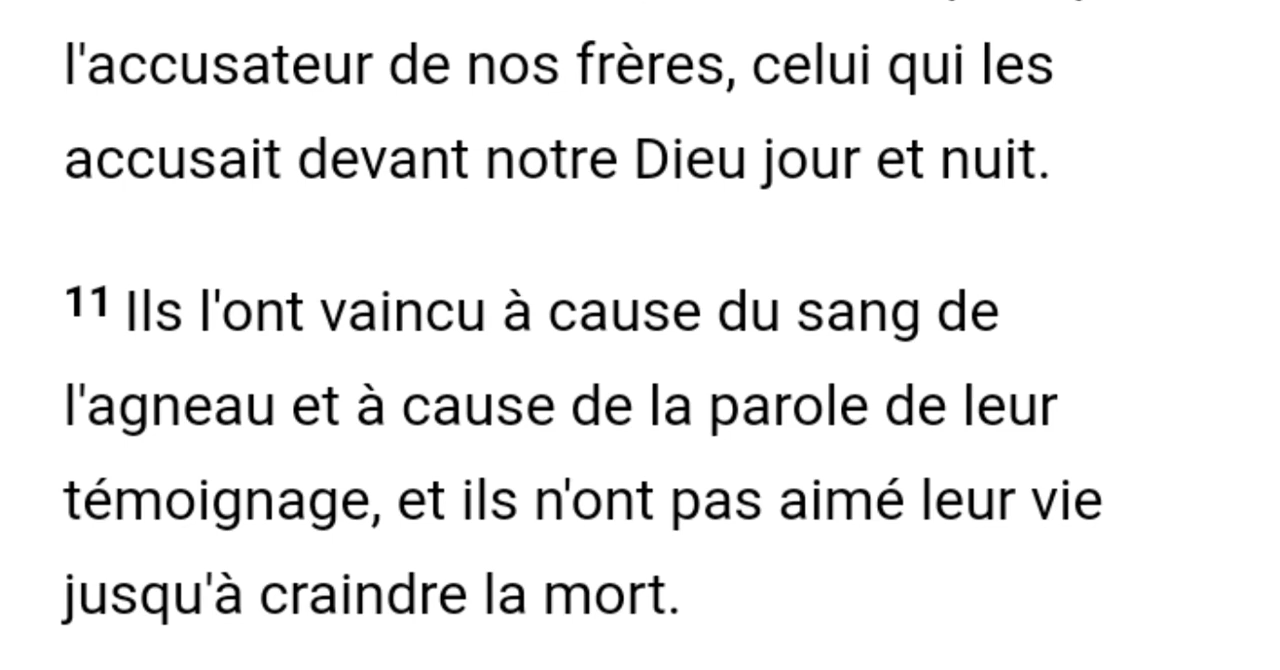 l'accusateur de nos frères, celui qui les
accusait devant notre Dieu jour et nuit.
11 Ils l'ont vaincu à cause du sang de
l'agneau et à cause de la parole de leur
témoignage, et ils n'ont pas aimé leur vie
jusqu'à craindre la mort.